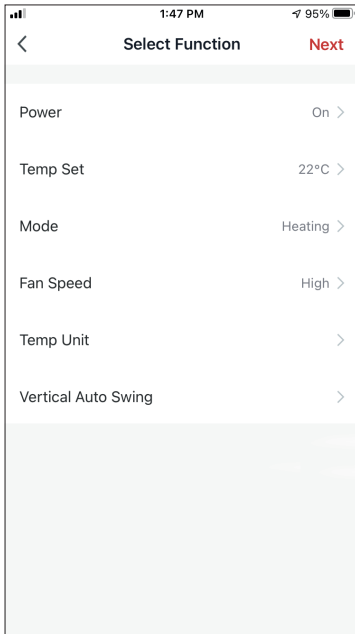 1:47 PM 95%
Select Function Next
Power On
Temp Set 22°C
Mode Heating
Fan Speed High
Temp Unit
Vertical Auto Swing